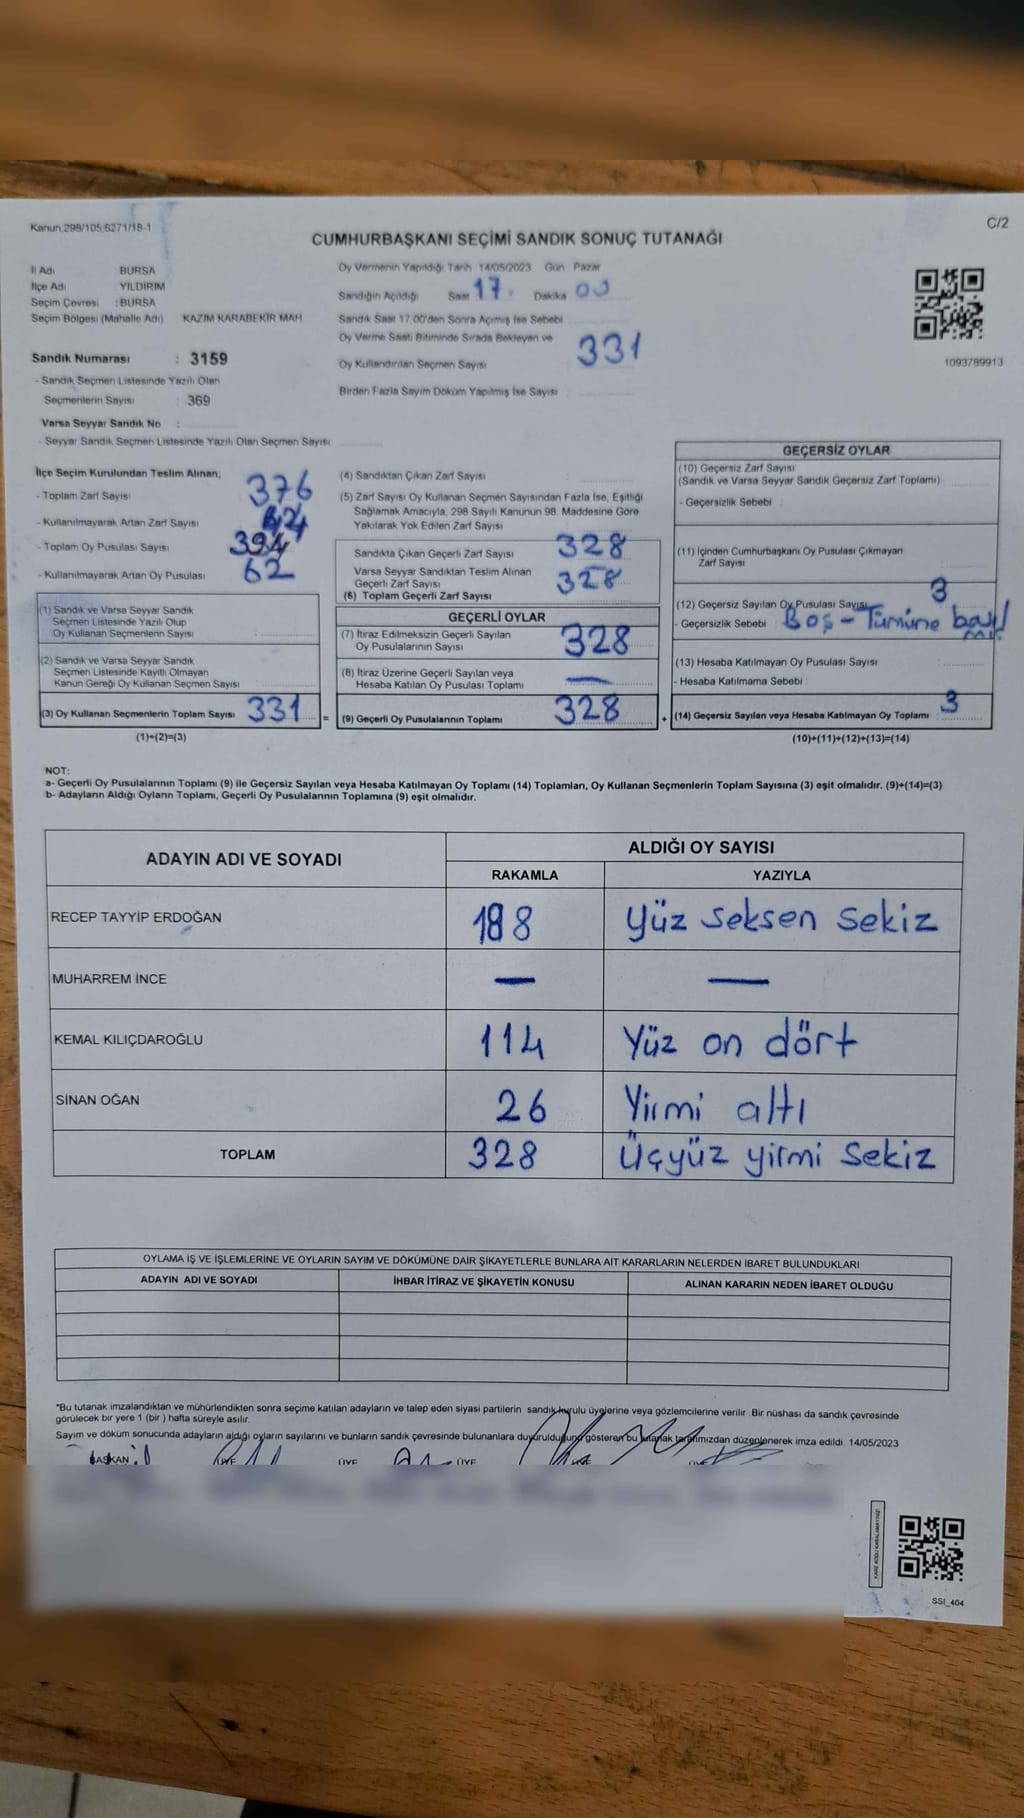 Kanun,298/105,6271/18-1
C/2
CUMHURBAŞKANI SEÇİMİ SANDIK SONUÇ TUTANAĞI
İl Adı BURSA
İlçe Adı YILDIRIM
Seçim Çevresi : BURSA
Seçim Bölgesi (Mahalle Adı) KAZIM KARABEKİR MAH
Sandık Numarası : 3159
- Sandık Seçmen Listesinde Yazılı Olan
Seçmenlerin Sayısı : 369
Varsa Seyyar Sandık No :
- Seyyar Sandık Seçmen Listesinde Yazılı Olan Seçmen Sayısı
Oy Vermenin Yapıldığı Tarih 14/05/2023 Gün : Pazar
Sandığın Açıldığı Saat 17. Dakika 00
Sandık Saat 17:00'den Sonra Açımış İse Sebebi
Oy Verme Saati Bitiminde Sırada Bekleyen ve
Oy Kullandırılan Seçmen Sayısı 331
Birden Fazla Sayım Döküm Yapılmış İse Sayısı
1093789913
İlçe Seçim Kurulundan Teslim Alınan;
- Toplam Zarf Sayısı 376
- Kullanılmayarak Artan Zarf Sayısı
- Toplam Oy Pusulası Sayısı 394
- Kullanılmayarak Artan Oy Pusulası 62
(1) Sandık ve Varsa Seyyar Sandık
Seçmen Listesinde Yazılı Olup
Oy Kullanan Seçmenlerin Sayısı
(2) Sandık ve Varsa Seyyar Sandık
Seçmen Listesinde Kayıtlı Olmayan
Kanun Gereği Oy Kullanan Seçmen Sayısı
(3) Oy Kullanan Seçmenlerin Toplam Sayısı 331
(1)+(2)=(3)
(4) Sandıktan Çıkan Zarf Sayısı
(5) Zarf Sayısı Oy Kullanan Seçmen Sayısından Fazla İse, Eşitliği
Sağlamak Amacıyla, 298 Sayılı Kanunun 98. Maddesine Göre
Yakılarak Yok Edilen Zarf Sayısı
Sandıkta Çıkan Geçerli Zarf Sayısı 328
Varsa Seyyar Sandıktan Teslim Alınan
Geçerli Zarf Sayısı 328
(6) Toplam Geçerli Zarf Sayısı
GEÇERLİ OYLAR
(7) İtiraz Edilmeksizin Geçerli Sayılan
Oy Pusulalarının Sayısı 328
(8) İtiraz Üzerine Geçerli Sayılan veya
Hesaba Katılan Oy Pusulası Toplamı —
= (9) Geçerli Oy Pusulalarının Toplamı 328
GEÇERSİZ OYLAR
(10) Geçersiz Zarf Sayısı
(Sandık ve Varsa Seyyar Sandık Geçersiz Zarf Toplamı)
- Geçersizlik Sebebi
(11) İçinden Cumhurbaşkanı Oy Pusulası Çıkmayan
Zarf Sayısı
(12) Geçersiz Sayılan Oy Pusulası Sayısı 3
- Geçersizlik Sebebi Boş - Tümüne
(13) Hesaba Katılmayan Oy Pusulası Sayısı
- Hesaba Katılmama Sebebi
+ (14) Geçersiz Sayılan veya Hesaba Katılmayan Oy Toplamı 3
(10)+(11)+(12)+(13)=(14)
NOT:
a- Geçerli Oy Pusulalarının Toplamı (9) ile Geçersiz Sayılan veya Hesaba Katılmayan Oy Toplamı (14) Toplamları, Oy Kullanan Seçmenlerin Toplam Sayısına (3) eşit olmalıdır. (9)+(14)=(3)
b- Adayların Aldığı Oyların Toplamı, Geçerli Oy Pusulalarının Toplamına (9) eşit olmalıdır.
ADAYIN ADI VE SOYADI
ALDIĞI OY SAYISI
RAKAMLA YAZIYLA
RECEP TAYYİP ERDOĞAN 188 Yüz Seksen Sekiz
MUHARREM İNCE — —
KEMAL KILIÇDAROĞLU 114 Yüz on dört
SİNAN OĞAN 26 Yirmi altı
TOPLAM 328 Üçyüz yirmi Sekiz
OYLAMA İŞ VE İŞLEMLERİNE VE OYLARIN SAYIM VE DÖKÜMÜNE DAİR ŞİKAYETLERLE BUNLARA AİT KARARLARIN NELERDEN İBARET BULUNDUKLARI
ADAYIN ADI VE SOYADI İHBAR İTİRAZ VE ŞİKAYETİN KONUSU ALINAN KARARIN NEDEN İBARET OLDUĞU
"Bu tutanak imzalandıktan ve mühürlendikten sonra seçime katılan adayların ve talep eden siyasi partilerin sandık kurulu üyelerine veya gözlemcilerine verilir. Bir nüshası da sandık çevresinde
görülecek bir yere 1 (bir) hafta süreyle asılır.
Sayım ve döküm sonucunda adayların aldığı oyların sayılarını ve bunların sandık çevresinde bulunanlara duyurulduğunu gösteren bu tutanak tarafımızdan düzenlenerek imza edildi. 14/05/2023
BAŞKAN ÜYE ÜYE ÜYE
SSİ_404